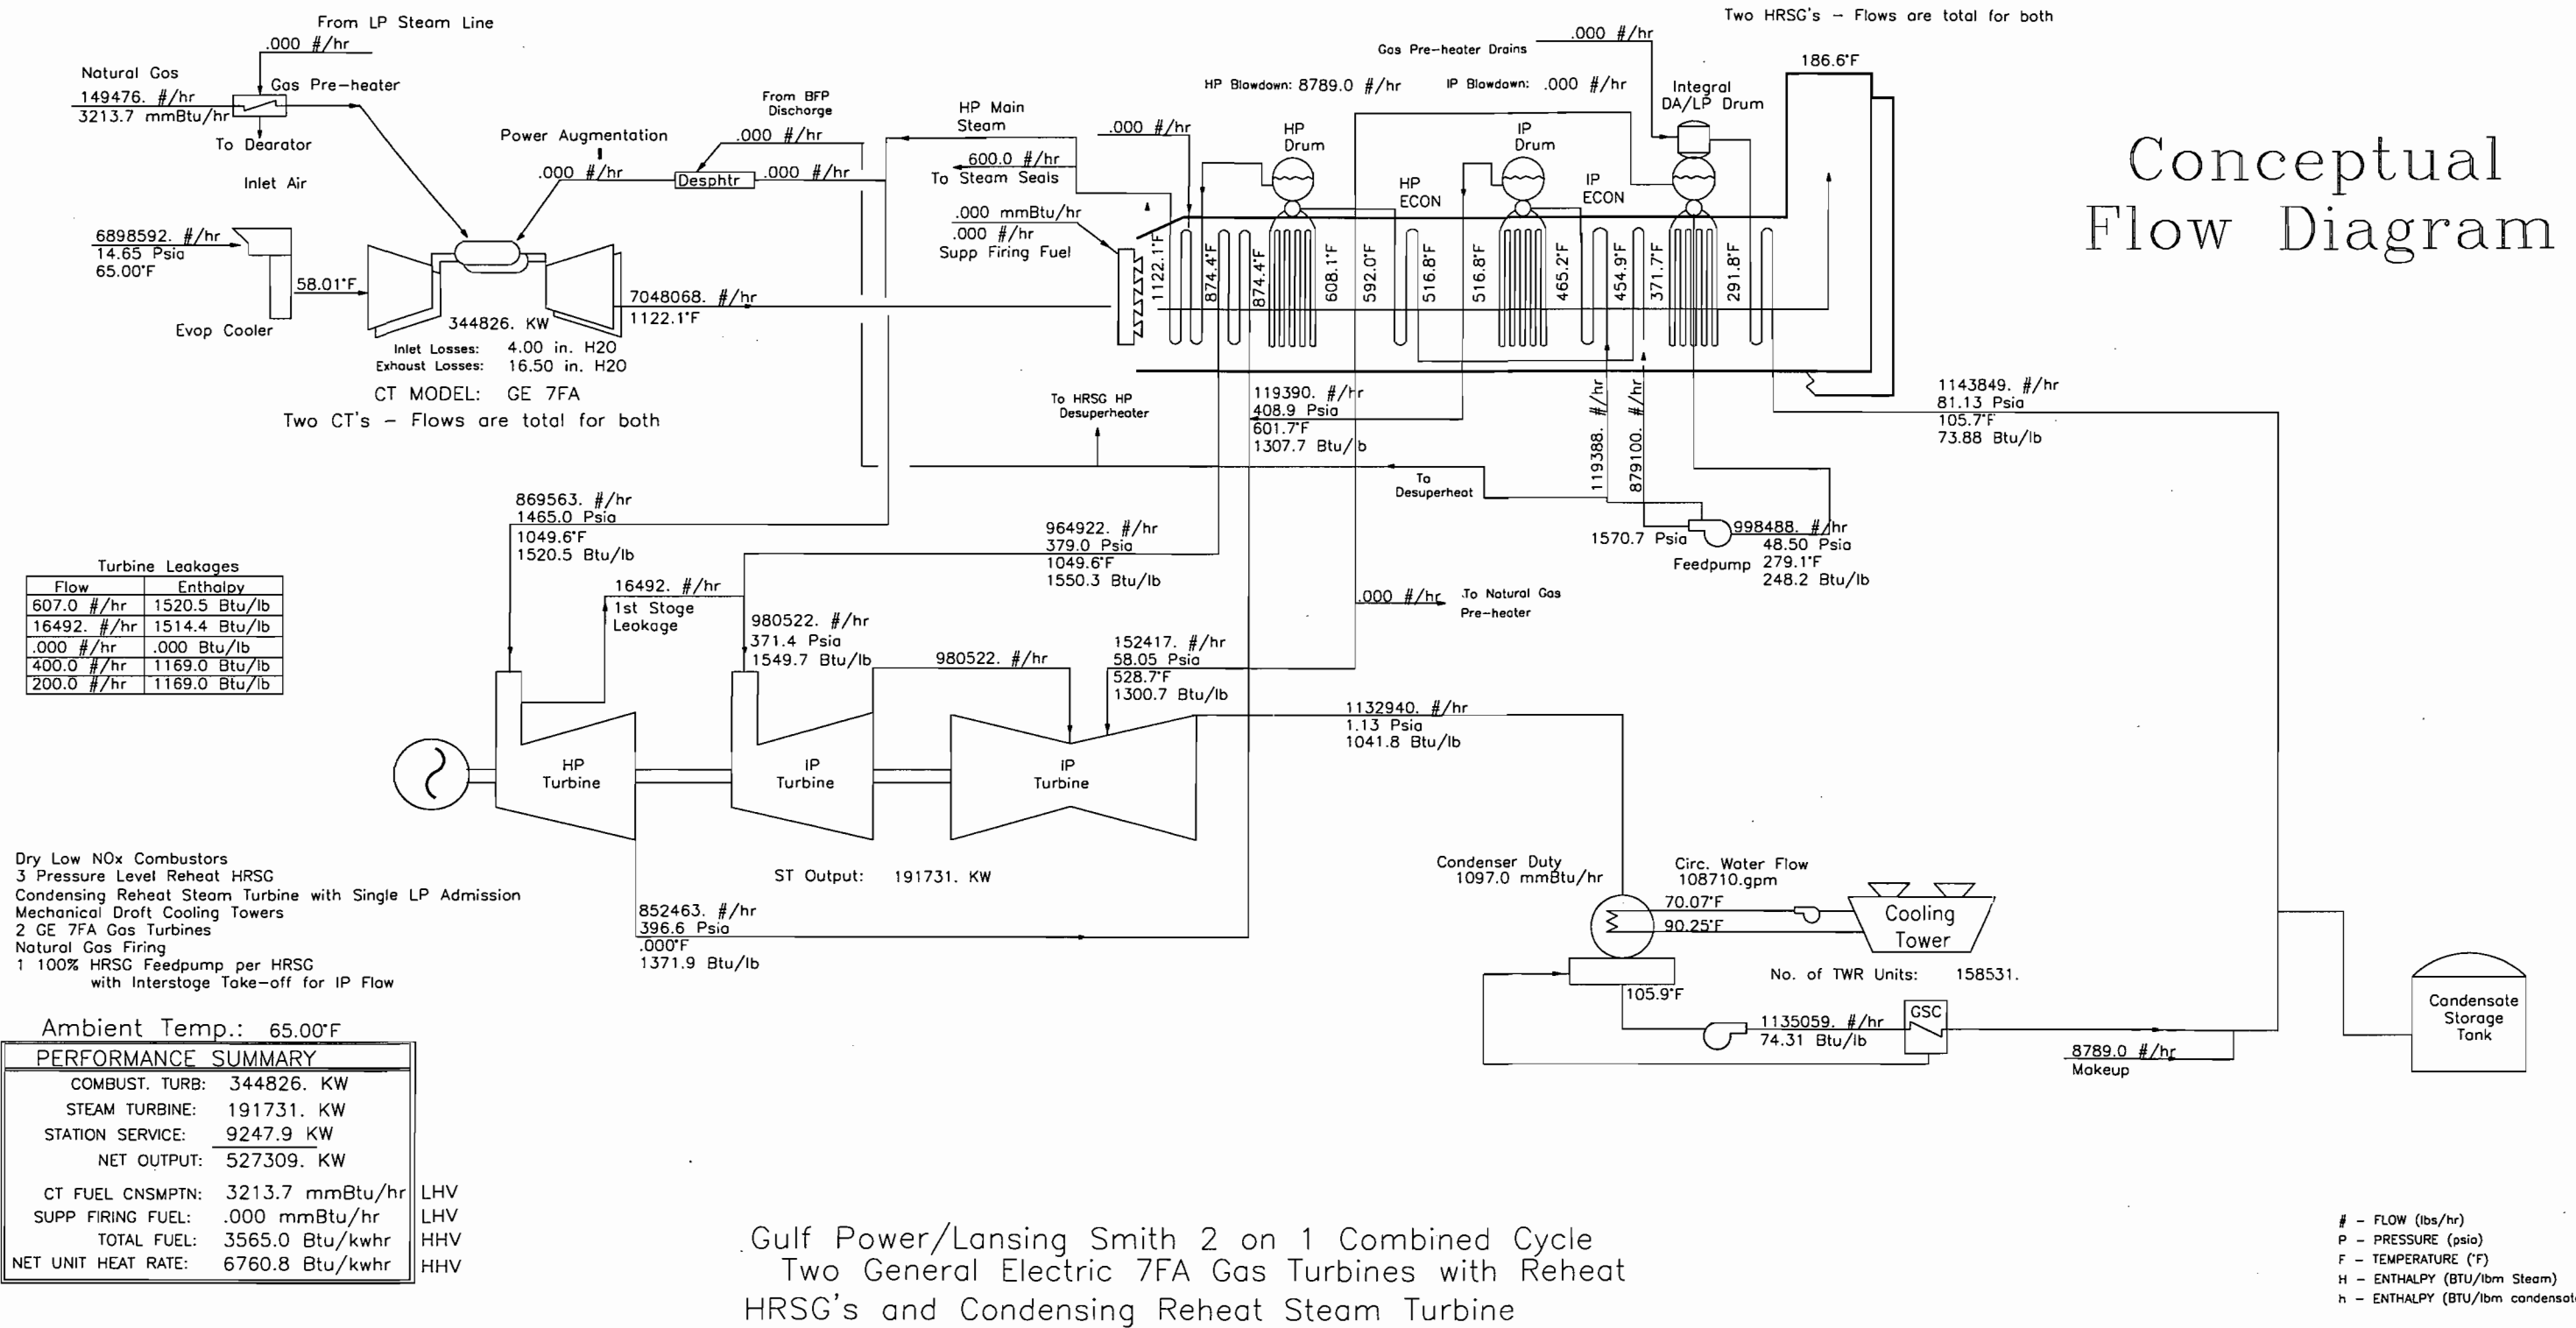 From LP Steam Line
.000 #/hr
Natural Gas
149476. #/hr
3213.7 mmBtu/hr
Gas Pre-heater
To Dearator
Inlet Air
6898592. #/hr
14.65 Psia
65.00°F
58.01°F
Evap Cooler
Power Augmentation
.000 #/hr
Desphtr
.000 #/hr
From BFP
Discharge
.000 #/hr
344826. KW
7048068. #/hr
1122.1°F
Inlet Losses: 4.00 in. H2O
Exhaust Losses: 16.50 in. H2O
CT MODEL: GE 7FA
Two CT's - Flows are total for both
HP Main
Steam
600.0 #/hr
To Steam Seals
.000 mmBtu/hr
.000 #/hr
Supp Firing Fuel
.000 #/hr
Two HRSG's - Flows are total for both
.000 #/hr
Gas Pre-heater Drains
HP Blowdown: 8789.0 #/hr
IP Blowdown: .000 #/hr
Integral
DA/LP Drum
186.6°F
HP
Drum
IP
Drum
HP
ECON
IP
ECON
1122.1°F
874.4°F
874.4°F
608.1°F
592.0°F
516.8°F
516.8°F
465.2°F
454.9°F
371.7°F
291.8°F
Conceptual
Flow Diagram
To HRSG HP
Desuperheater
119390. #/hr
408.9 Psia
601.7°F
1307.7 Btu/lb
119388. #/hr
879100. #/hr
1143849. #/hr
81.13 Psia
105.7°F
73.88 Btu/lb
To
Desuperheat
1570.7 Psia
Feedpump
998488. #/hr
48.50 Psia
279.1°F
248.2 Btu/lb
869563. #/hr
1465.0 Psia
1049.6°F
1520.5 Btu/lb
964922. #/hr
379.0 Psia
1049.6°F
1550.3 Btu/lb
Turbine Leakages
Flow Enthalpy
607.0 #/hr 1520.5 Btu/lb
16492. #/hr 1514.4 Btu/lb
.000 #/hr .000 Btu/lb
400.0 #/hr 1169.0 Btu/lb
200.0 #/hr 1169.0 Btu/lb
16492. #/hr
1st Stage
Leakage
980522. #/hr
371.4 Psia
1549.7 Btu/lb
980522. #/hr
152417. #/hr
58.05 Psia
528.7°F
1300.7 Btu/lb
.000 #/hr
To Natural Gas
Pre-heater
1132940. #/hr
1.13 Psia
1041.8 Btu/lb
HP
Turbine
IP
Turbine
IP
Turbine
ST Output: 191731. KW
852463. #/hr
396.6 Psia
.000°F
1371.9 Btu/lb
Condenser Duty
1097.0 mmBtu/hr
Circ. Water Flow
108710.gpm
70.07°F
90.25°F
Cooling
Tower
No. of TWR Units: 158531.
105.9°F
1135059. #/hr
74.31 Btu/lb
GSC
8789.0 #/hr
Makeup
Condensate
Storage
Tank
Dry Low NOx Combustors
3 Pressure Level Reheat HRSG
Condensing Reheat Steam Turbine with Single LP Admission
Mechanical Draft Cooling Towers
2 GE 7FA Gas Turbines
Natural Gas Firing
1 100% HRSG Feedpump per HRSG
with Interstage Take-off for IP Flow
Ambient Temp.: 65.00°F
PERFORMANCE SUMMARY
COMBUST. TURB: 344826. KW
STEAM TURBINE: 191731. KW
STATION SERVICE: 9247.9 KW
NET OUTPUT: 527309. KW
CT FUEL CNSMPTN: 3213.7 mmBtu/hr LHV
SUPP FIRING FUEL: .000 mmBtu/hr LHV
TOTAL FUEL: 3565.0 Btu/kwhr HHV
NET UNIT HEAT RATE: 6760.8 Btu/kwhr HHV
Gulf Power/Lansing Smith 2 on 1 Combined Cycle
Two General Electric 7FA Gas Turbines with Reheat
HRSG's and Condensing Reheat Steam Turbine
# - FLOW (lbs/hr)
P - PRESSURE (psia)
F - TEMPERATURE (°F)
H - ENTHALPY (BTU/lbm Steam)
h - ENTHALPY (BTU/lbm condensate